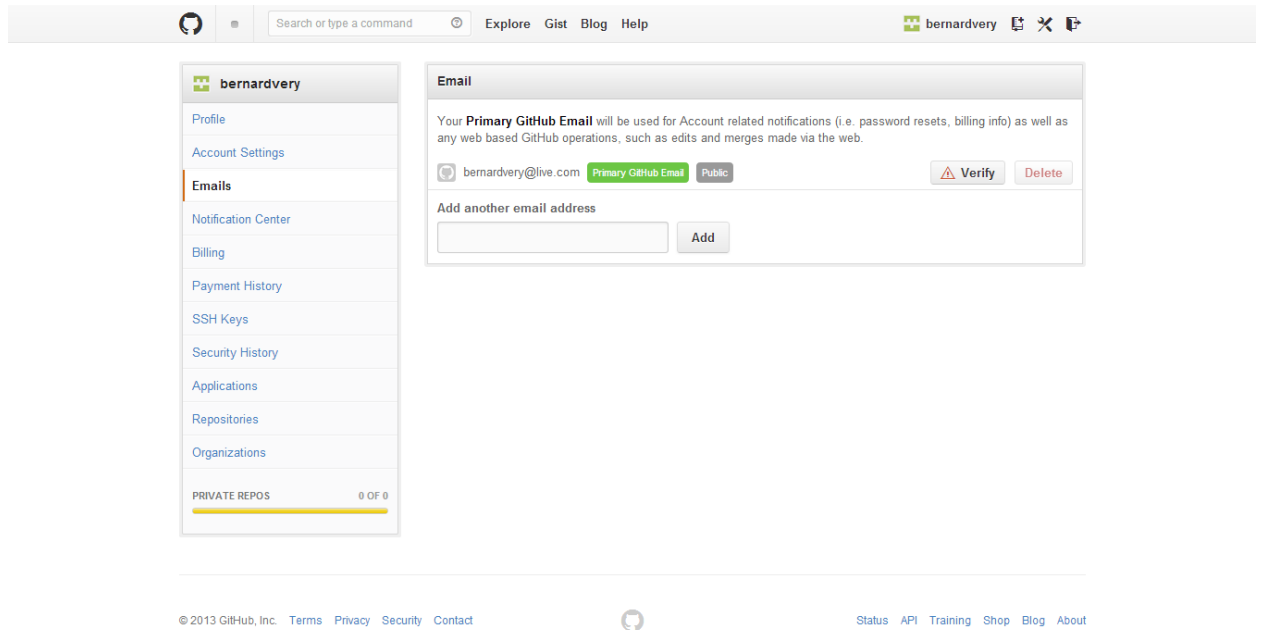 Search or type a command
Explore Gist Blog Help
bernardvery
bernardvery
Profile
Account Settings
Emails
Notification Center
Billing
Payment History
SSH Keys
Security History
Applications
Repositories
Organizations
PRIVATE REPOS 0 OF 0
Email
Your Primary GitHub Email will be used for Account related notifications (i.e. password resets, billing info) as well as
any web based GitHub operations, such as edits and merges made via the web.
bernardvery@live.com Primary GitHub Email Public Verify Delete
Add another email address
Add
© 2013 GitHub, Inc. Terms Privacy Security Contact
Status API Training Shop Blog About